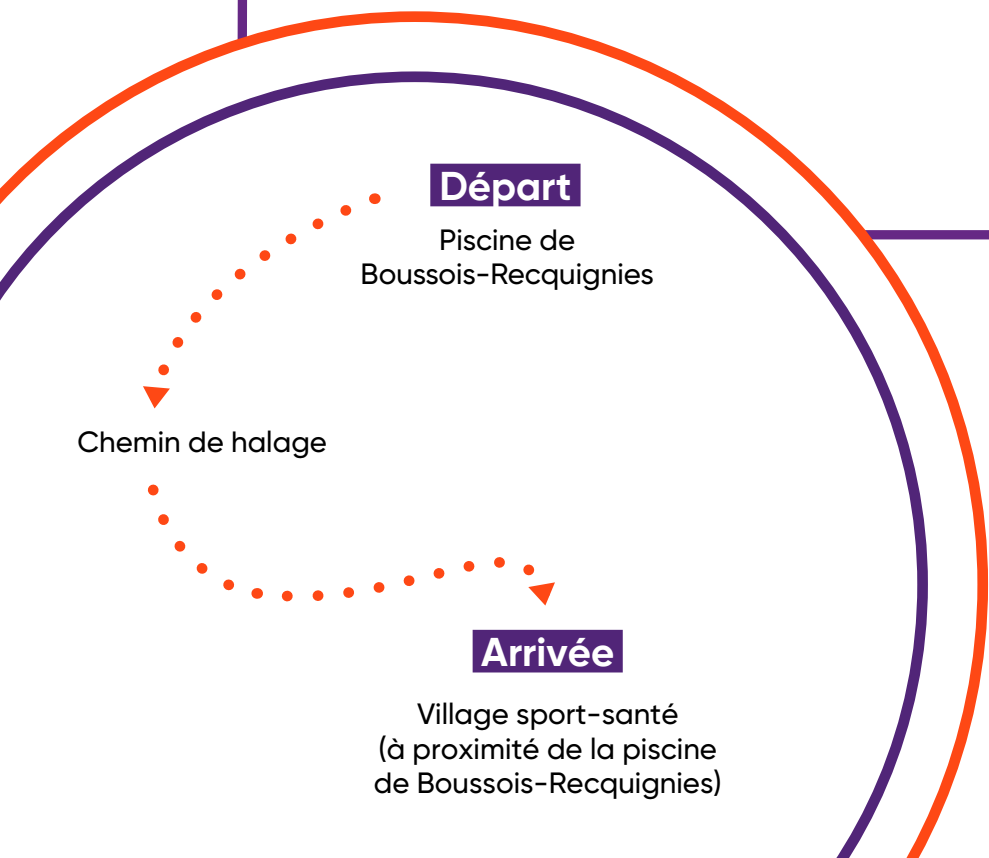 Départ
Piscine de
Boussois-Recquignies
Chemin de halage
Arrivée
Village sport-santé
(à proximité de la piscine
de Boussois-Recquignies)